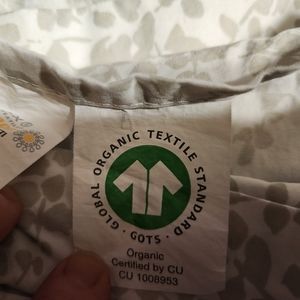 GLOBAL ORGANIC TEXTILE STANDARD
· GOTS ·
Organic
Certified by CU
CU 1008953